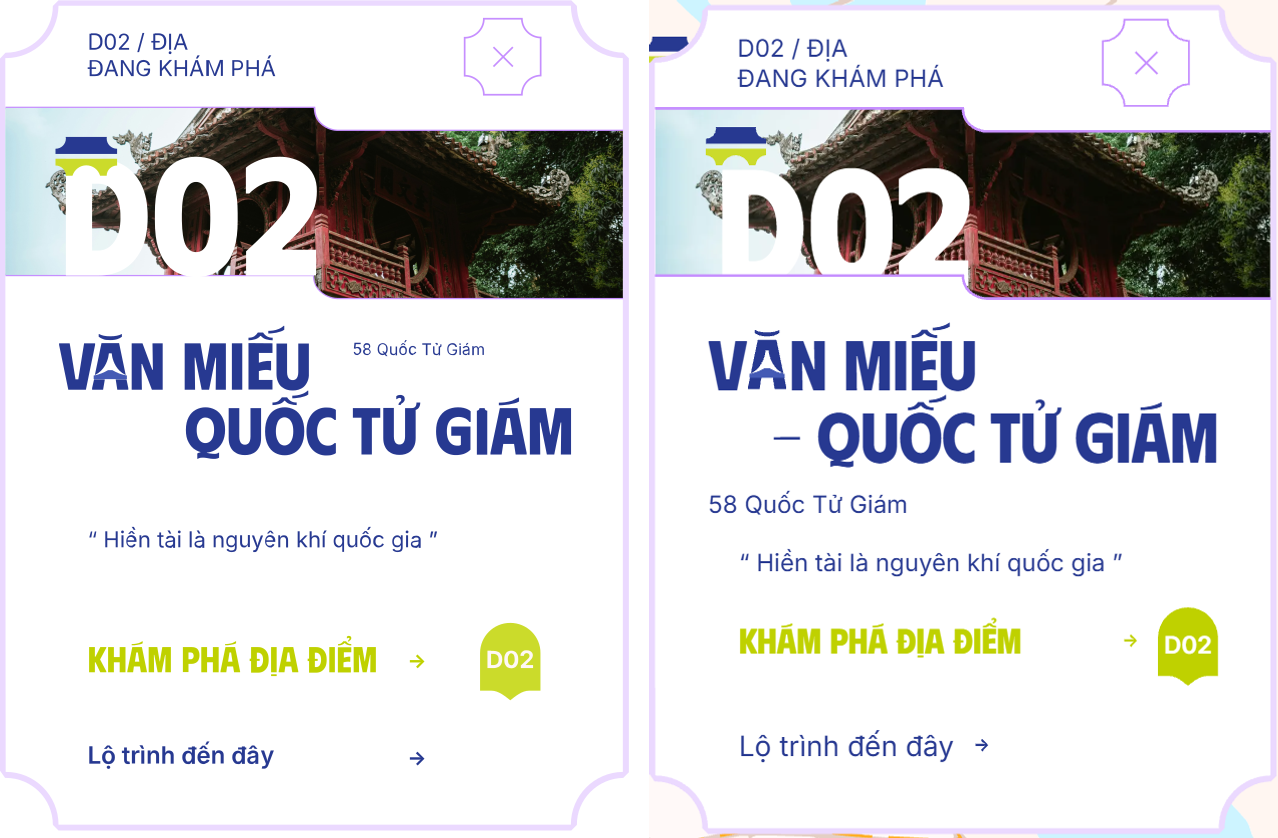 D02 / ĐỊA
ĐANG KHÁM PHÁ
D02
VĂN MIẾU
58 Quốc Tử Giám
QUỐC TỬ GIÁM
“ Hiền tài là nguyên khí quốc gia ”
KHÁM PHÁ ĐỊA ĐIỂM →
D02
Lộ trình đến đây →
D02 / ĐỊA
ĐANG KHÁM PHÁ
D02
VĂN MIẾU
– QUỐC TỬ GIÁM
58 Quốc Tử Giám
“ Hiền tài là nguyên khí quốc gia ”
KHÁM PHÁ ĐỊA ĐIỂM →
D02
Lộ trình đến đây →